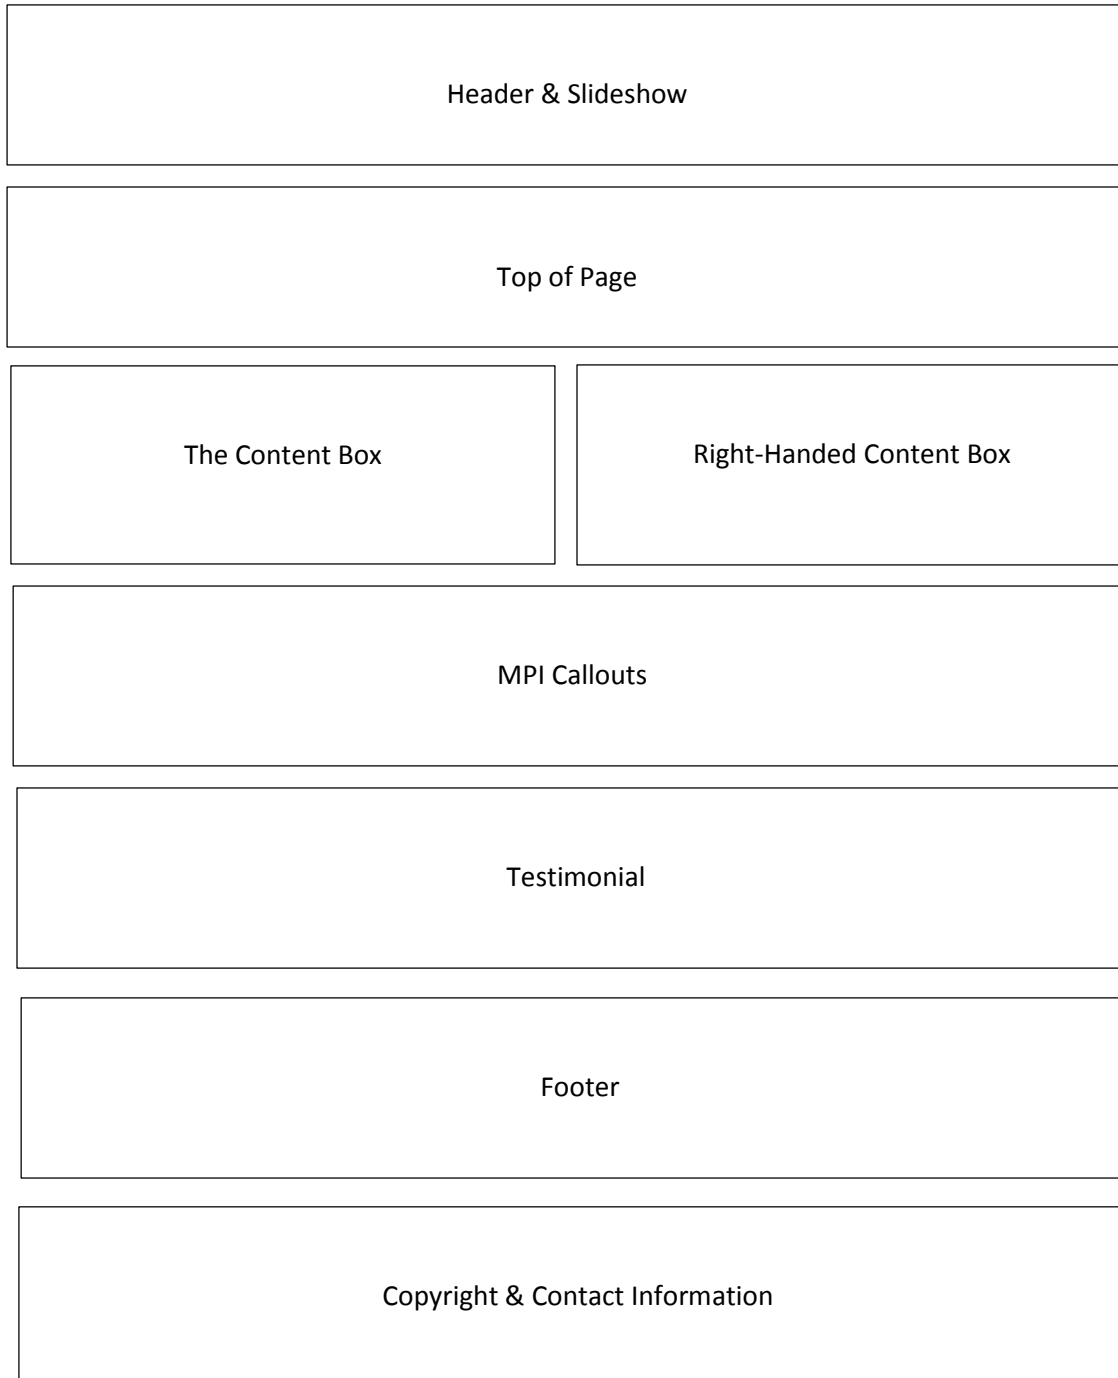 Header & Slideshow
Top of Page
The Content Box
Right-Handed Content Box
MPI Callouts
Testimonial
Footer
Copyright & Contact Information